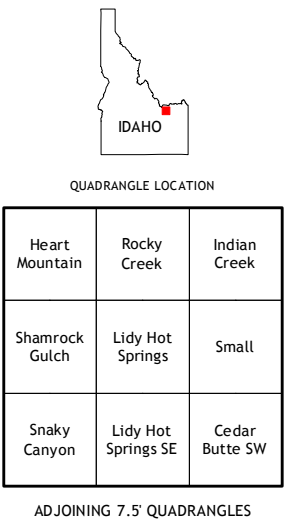 IDAHO
QUADRANGLE LOCATION
Heart
Mountain
Rocky
Creek
Indian
Creek
Shamrock
Gulch
Lidy Hot
Springs
Small
Snaky
Canyon
Lidy Hot
Springs SE
Cedar
Butte SW
ADJOINING 7.5' QUADRANGLES